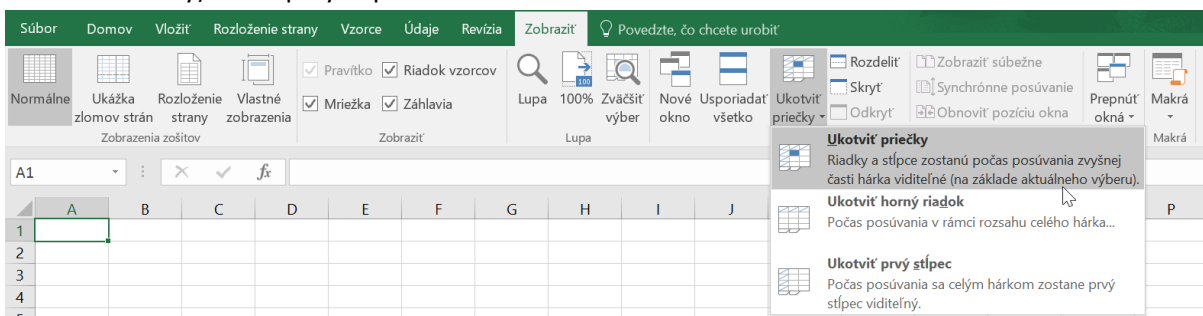 Súbor Domov Vložiť Rozloženie strany Vzorce Údaje Revízia Zobraziť Povedzte, čo chcete urobiť
Normálne
Ukážka
zlomov strán
Rozloženie
strany
Vlastné
zobrazenia
Zobrazenia zošitov
Pravítko
Riadok vzorcov
Mriežka
Záhlavia
Zobraziť
Lupa
100
100%
Zväčšiť
výber
Lupa
Nové
okno
Usporiadať
všetko
Ukotviť
priečky
Rozdeliť
Skryť
Odkryť
Zobraziť súbežne
Synchrónne posúvanie
Obnoviť pozíciu okna
Prepnúť
okná
Makrá
Makrá
Ukotviť priečky
Riadky a stĺpce zostanú počas posúvania zvyšnej
časti hárka viditeľné (na základe aktuálneho výberu).
Ukotviť horný riadok
Počas posúvania v rámci rozsahu celého hárka...
Ukotviť prvý stĺpec
Počas posúvania sa celým hárkom zostane prvý
stĺpec viditeľný.
A1 fx
A B C D E F G H I J P
1
2
3
4